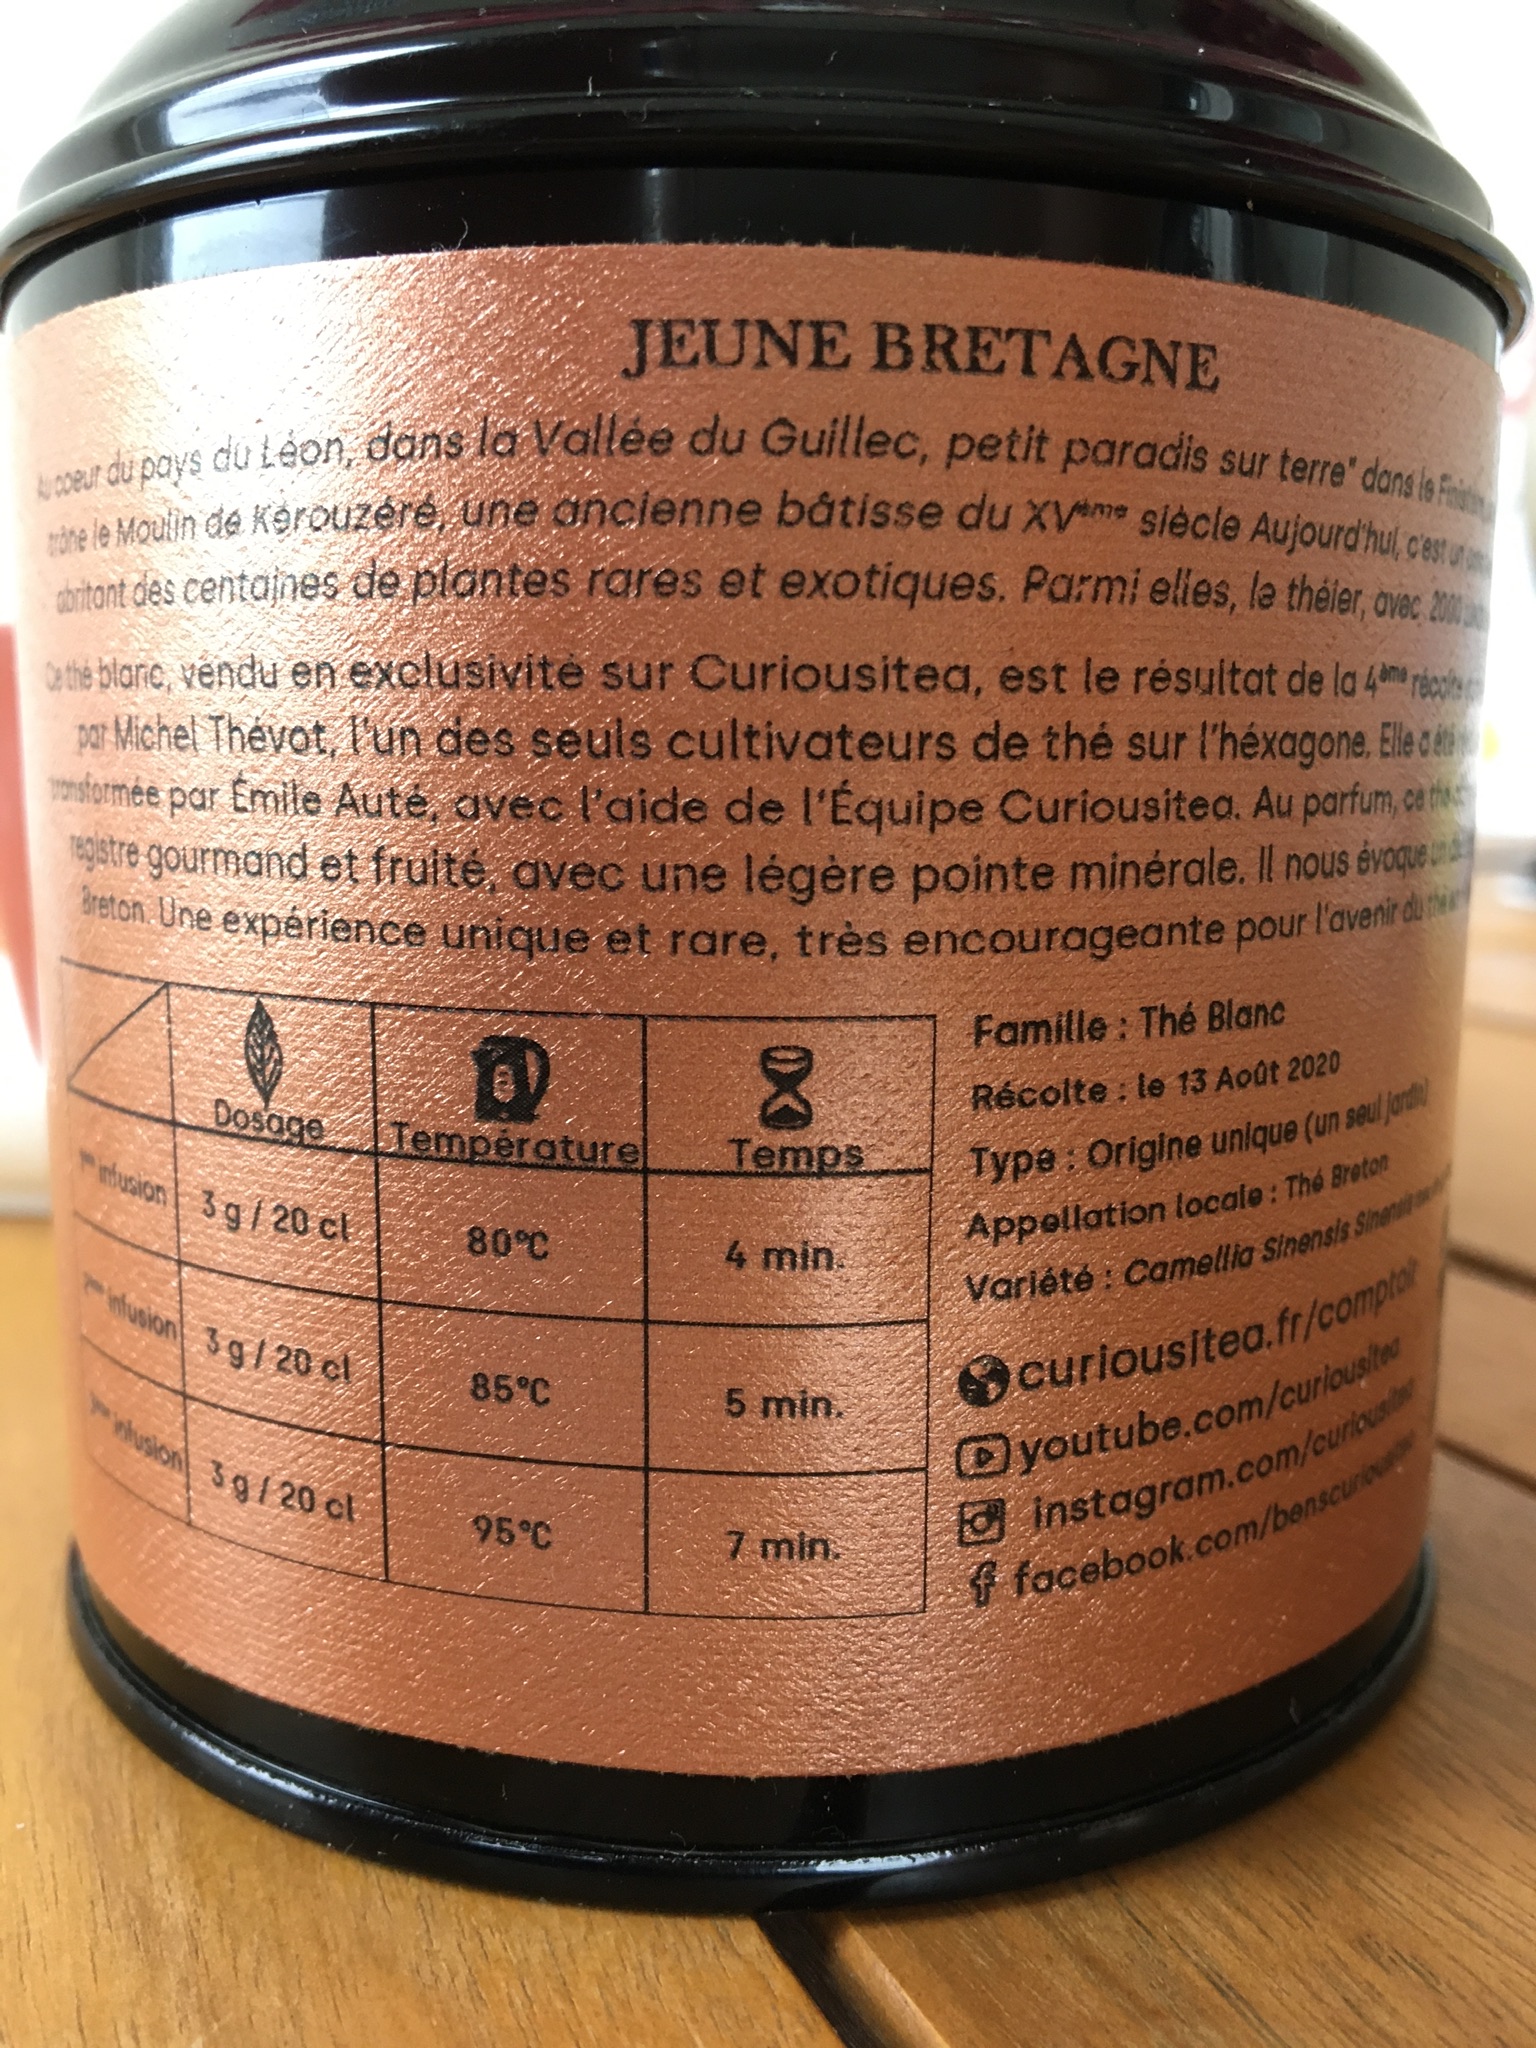 JEUNE BRETAGNE
Au coeur du pays du Léon, dans la Vallée du Guillec, petit paradis sur terre" dans le
trône le Moulin de Kérouzéré, une ancienne bâtisse du XVème siècle Aujourd'hui, c'est un
abritant des centaines de plantes rares et exotiques. Parmi elles, le théier, avec 2000
Ce thé blanc, vendu en exclusivité sur Curiousitea, est le résultat de la 4ème
par Michel Thévot, l'un des seuls cultivateurs de thé sur l'héxagone. Elle a été
transformée par Émile Auté, avec l'aide de l'Équipe Curiousitea. Au parfum, ce
registre gourmand et fruité, avec une légère pointe minérale. Il nous évoque un
Breton. Une expérience unique et rare, très encourageante pour l'avenir du thé
Dosage Température Temps
infusion 3 g / 20 cl 80°C 4 min.
infusion 3 g / 20 cl 85°C 5 min.
infusion 3 g / 20 cl 95°C 7 min.
Famille : Thé Blanc
Récolte : le 13 Août 2020
Type : Origine unique (un seul jardin)
Appellation locale : Thé Breton
Variété : Camellia Sinensis Sinensis
curiousitea.fr/comptoir
youtube.com/curiousitea
instagram.com/curiousitea
facebook.com/benscuriousitea